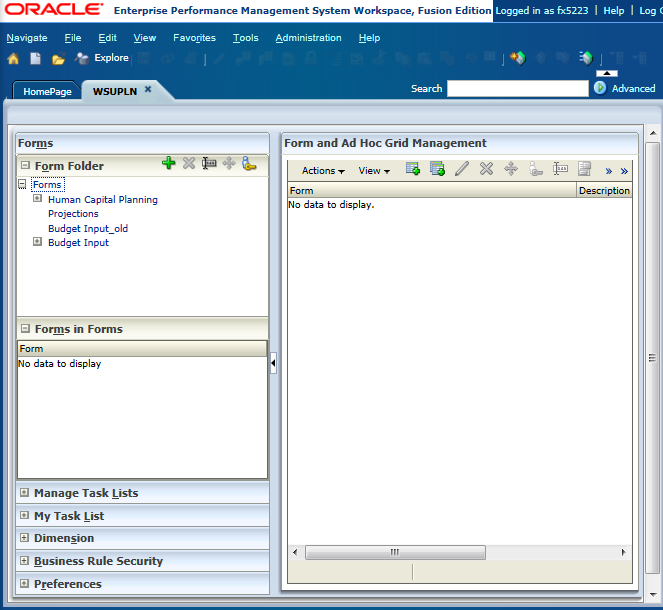 ORACLE Enterprise Performance Management System Workspace, Fusion Edition Logged in as fx5223 | Help | Log
Navigate File Edit View Favorites Tools Administration Help
Explore
HomePage WSUPLN Search Advanced
Forms
Form Folder
Forms
Human Capital Planning
Projections
Budget Input_old
Budget Input
Forms in Forms
Form
No data to display
Manage Task Lists
My Task List
Dimension
Business Rule Security
Preferences
Form and Ad Hoc Grid Management
Actions View » »
Form Description
No data to display.